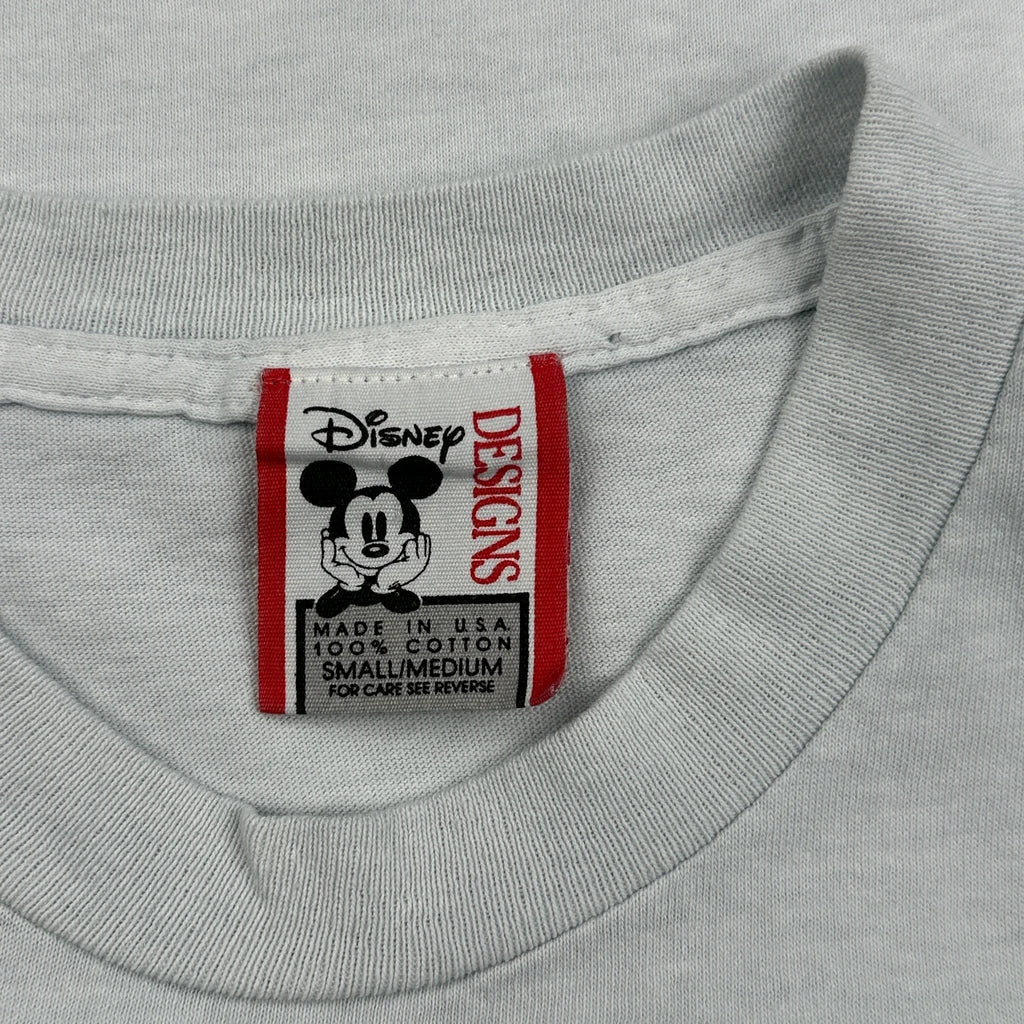 Disney
DESIGNS
MADE IN U.S.A
100% COTTON
SMALL/MEDIUM
FOR CARE SEE REVERSE